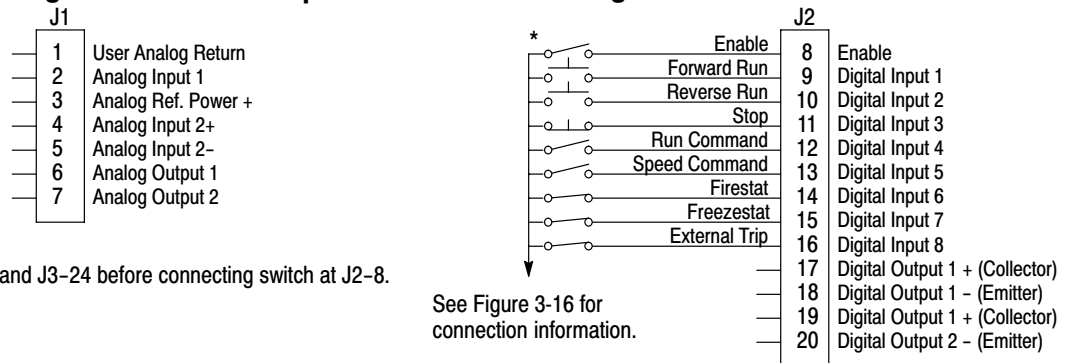 J1
1 User Analog Return
2 Analog Input 1
3 Analog Ref. Power +
4 Analog Input 2+
5 Analog Input 2-
6 Analog Output 1
7 Analog Output 2
and J3-24 before connecting switch at J2-8.
J2
*
Enable 8 Enable
Forward Run 9 Digital Input 1
Reverse Run 10 Digital Input 2
Stop 11 Digital Input 3
Run Command 12 Digital Input 4
Speed Command 13 Digital Input 5
Firestat 14 Digital Input 6
Freezestat 15 Digital Input 7
External Trip 16 Digital Input 8
17 Digital Output 1 + (Collector)
18 Digital Output 1 - (Emitter)
19 Digital Output 1 + (Collector)
20 Digital Output 2 - (Emitter)
See Figure 3-16 for
connection information.